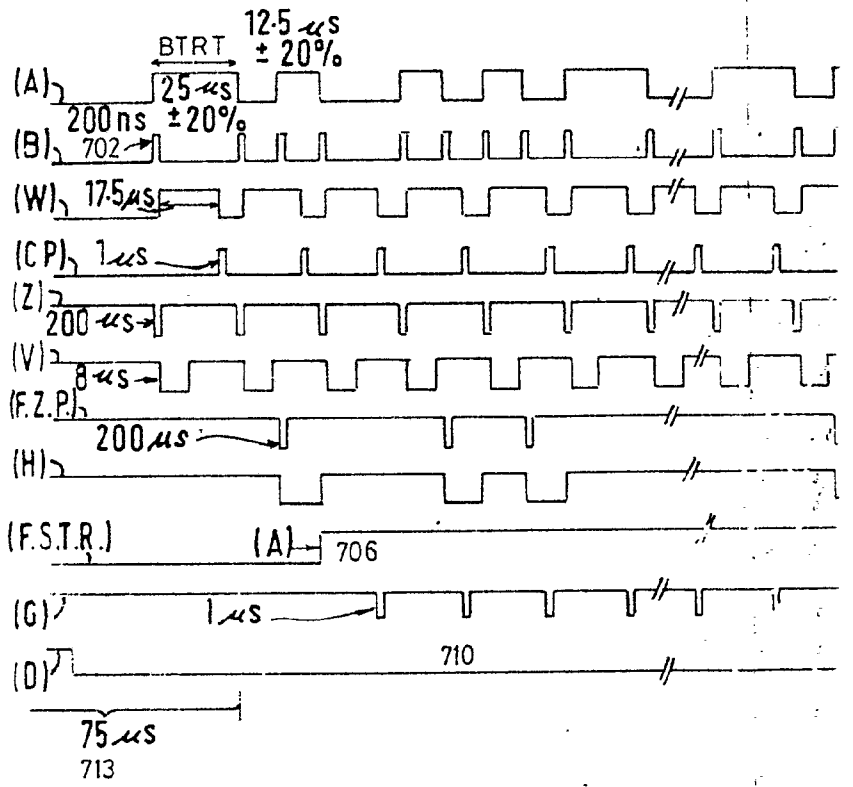 12.5 µs
± 20%
BTRT
(A)
25 µs
± 20%
200 ns
(B)
702
(W)
17.5 µs
(CP)
1 µs
(Z)
200 µs
(V)
8 µs
(F.Z.P.)
200 µs
(H)
(F.S.T.R.)
(A)
706
(G)
1 µs
(D)
710
75 µs
713